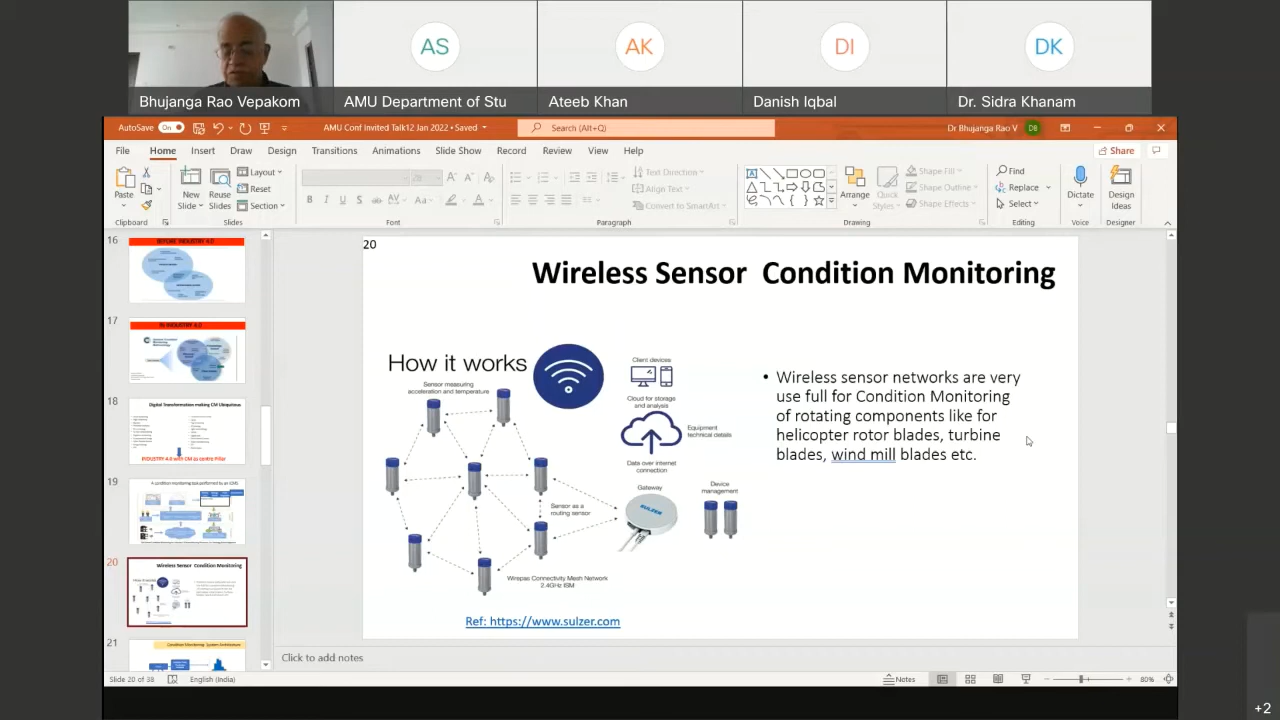 AS
AK
DI
DK
Bhujanga Rao Vepakom
AMU Department of Stu
Ateeb Khan
Danish Iqbal
Dr. Sidra Khanam
AutoSave On
AMU Conf Invited Talk12 Jan 2022 • Saved
Search (Alt+Q)
Dr Bhujanga Rao V DB
File Home Insert Draw Design Transitions Animations Slide Show Record Review View Help
Share
Paste
New Slide
Reuse Slides
Layout
Reset
Section
Text Direction
Align Text
Convert to SmartArt
Arrange
Quick Styles
Shape Fill
Shape Outline
Shape Effects
Find
Replace
Select
Dictate
Design Ideas
Clipboard
Slides
Font
Paragraph
Drawing
Editing
Voice
Designer
16
BEFORE INDUSTRY 4.0
17
IN INDUSTRY 4.0
18
Digital Transformation making CM Ubiquitous
INDUSTRY 4.0 with CM as centre Pillar
19
20
Wireless Sensor Condition Monitoring
21
Condition Monitoring: System Architecture
20
Wireless Sensor Condition Monitoring
How it works
Sensor measuring
acceleration and temperature
Client devices
Cloud for storage
and analysis
Equipment
technical details
Data over internet
connection
Gateway
Device
management
SULZER
Sensor as a
routing sensor
Wirepas Connectivity Mesh Network
2.4GHz ISM
• Wireless sensor networks are very
use full for Condition Monitoring
of rotating components like for
helicopter rotor blades, turbine
blades, wind mill blades etc.
Ref: https://www.sulzer.com
Click to add notes
Slide 20 of 38
English (India)
Notes
80%
+2